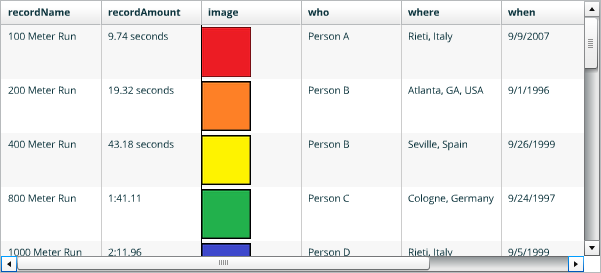 recordName recordAmount image who where when
100 Meter Run 9.74 seconds Person A Rieti, Italy 9/9/2007
200 Meter Run 19.32 seconds Person B Atlanta, GA, USA 9/1/1996
400 Meter Run 43.18 seconds Person B Seville, Spain 9/26/1999
800 Meter Run 1:41.11 Person C Cologne, Germany 9/24/1997
1000 Meter Run 2:11.96 Person D Rieti, Italy 9/5/1999